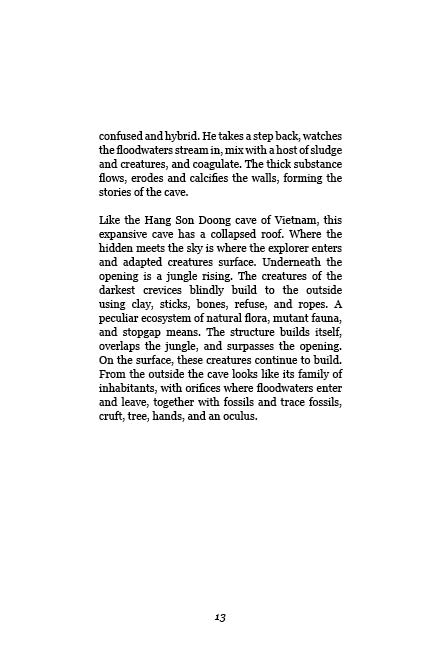 confused and hybrid. He takes a step back, watches
the floodwaters stream in, mix with a host of sludge
and creatures, and coagulate. The thick substance
flows, erodes and calcifies the walls, forming the
stories of the cave.
Like the Hang Son Doong cave of Vietnam, this
expansive cave has a collapsed roof. Where the
hidden meets the sky is where the explorer enters
and adapted creatures surface. Underneath the
opening is a jungle rising. The creatures of the
darkest crevices blindly build to the outside
using clay, sticks, bones, refuse, and ropes. A
peculiar ecosystem of natural flora, mutant fauna,
and stopgap means. The structure builds itself,
overlaps the jungle, and surpasses the opening.
On the surface, these creatures continue to build.
From the outside the cave looks like its family of
inhabitants, with orifices where floodwaters enter
and leave, together with fossils and trace fossils,
cruft, tree, hands, and an oculus.
13